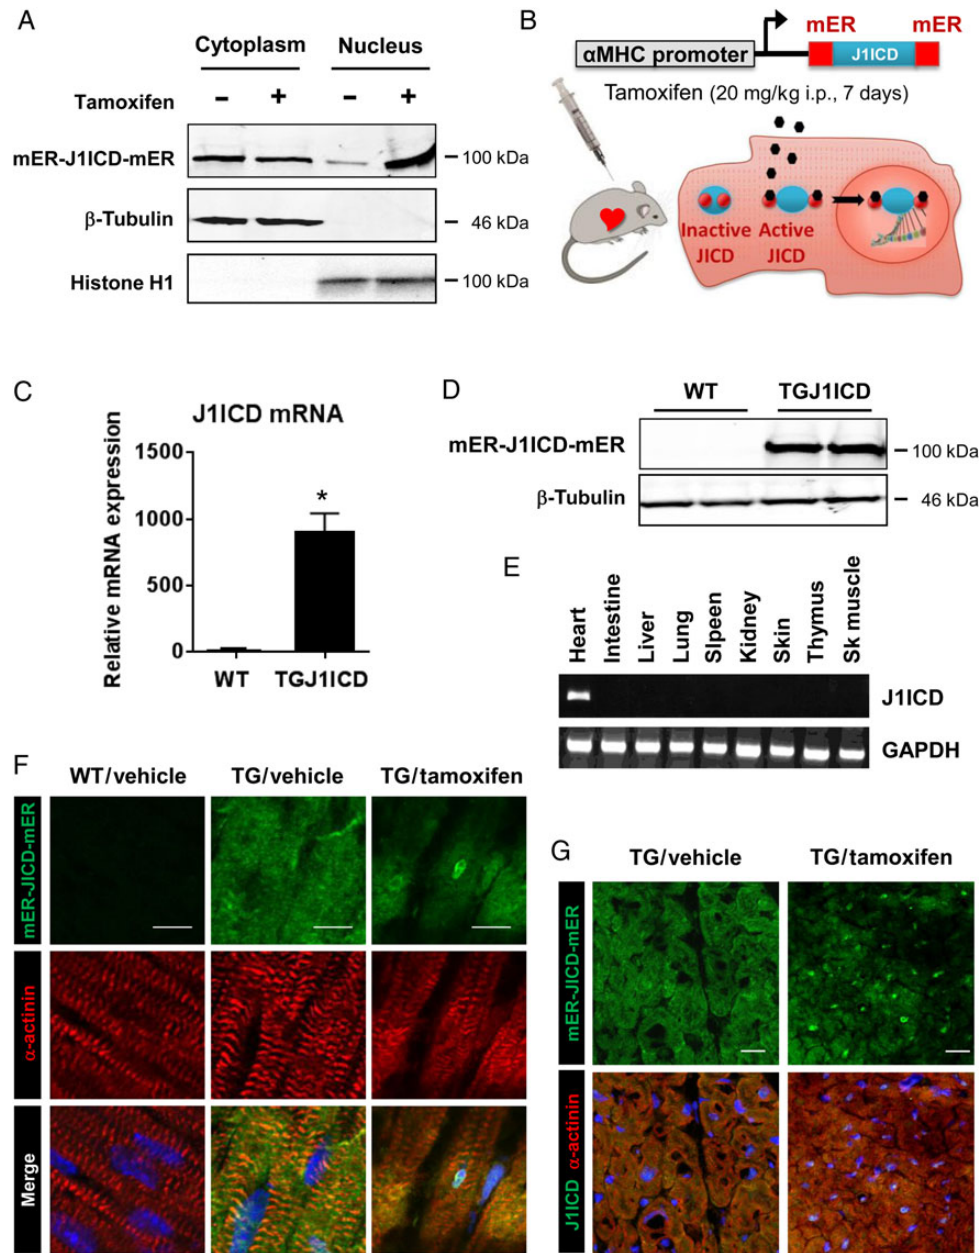 A
Cytoplasm Nucleus
Tamoxifen – + – +
mER-J1ICD-mER
100 kDa
β-Tubulin
46 kDa
Histone H1
100 kDa
B
mER mER
αMHC promoter
J1ICD
Tamoxifen (20 mg/kg i.p., 7 days)
Inactive Active
JICD JICD
C
J1ICD mRNA
Relative mRNA expression
1500
1000
500
0
*
WT TGJ1ICD
D
WT TGJ1ICD
mER-J1ICD-mER
100 kDa
β-Tubulin
46 kDa
E
Heart
Intestine
Liver
Lung
Slpeen
Kidney
Skin
Thymus
Sk muscle
J1ICD
GAPDH
F
WT/vehicle TG/vehicle TG/tamoxifen
mER-JICD-mER
α-actinin
Merge
G
TG/vehicle TG/tamoxifen
mER-JICD-mER
J1ICD α-actinin